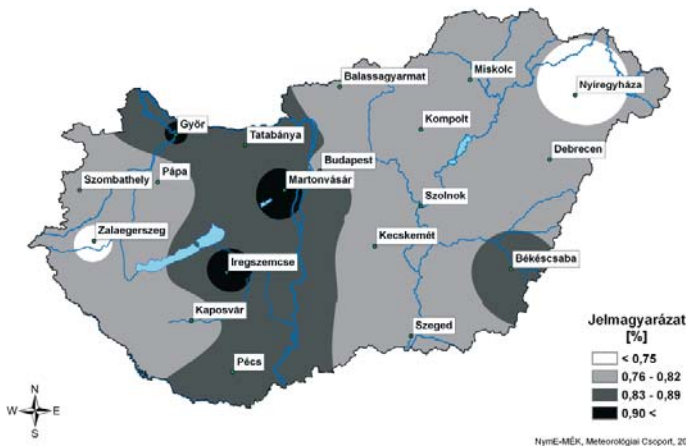 Balassagyarmat
Miskolc
Nyíregyháza
Győr
Tatabánya
Kompolt
Debrecen
Budapest
Pápa
Szombathely
Martonvásár
Szolnok
Zalaegerszeg
Kecskemét
Iregszemcse
Békéscsaba
Kaposvár
Szeged
Pécs
Jelmagyarázat
[%]
< 0,75
0,76 - 0,82
0,83 - 0,89
0,90 <
N
W E
S
NymE-MÉK, Meteorológiai Csoport,